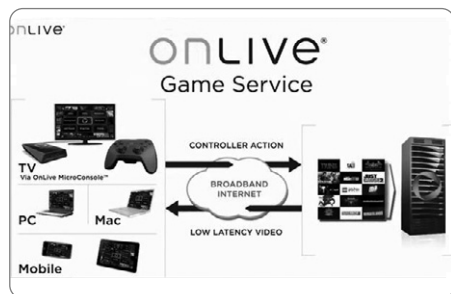 onLIVE®
onLIVE®
Game Service
CONTROLLER ACTION
TV
Via OnLive MicroConsole™
BROADBAND
INTERNET
PC
Mac
LOW LATENCY VIDEO
Mobile